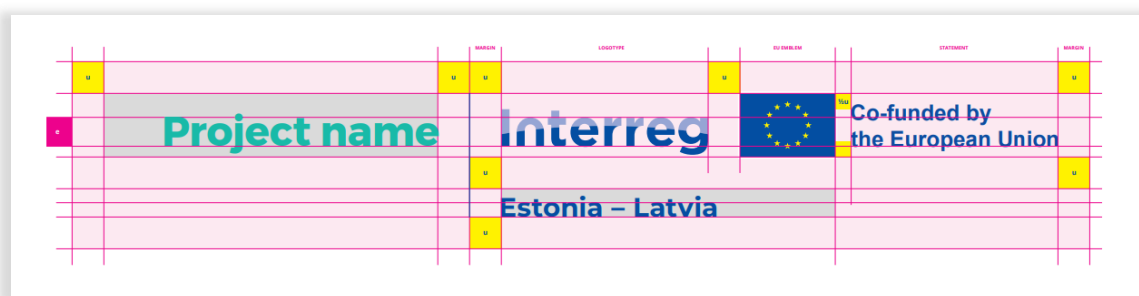 MARGIN LOGOTYPE EU EMBLEM STATEMENT MARGIN
u u u u u
e Project name Interreg ½u Co-funded by
the European Union
u u
Estonia – Latvia
u